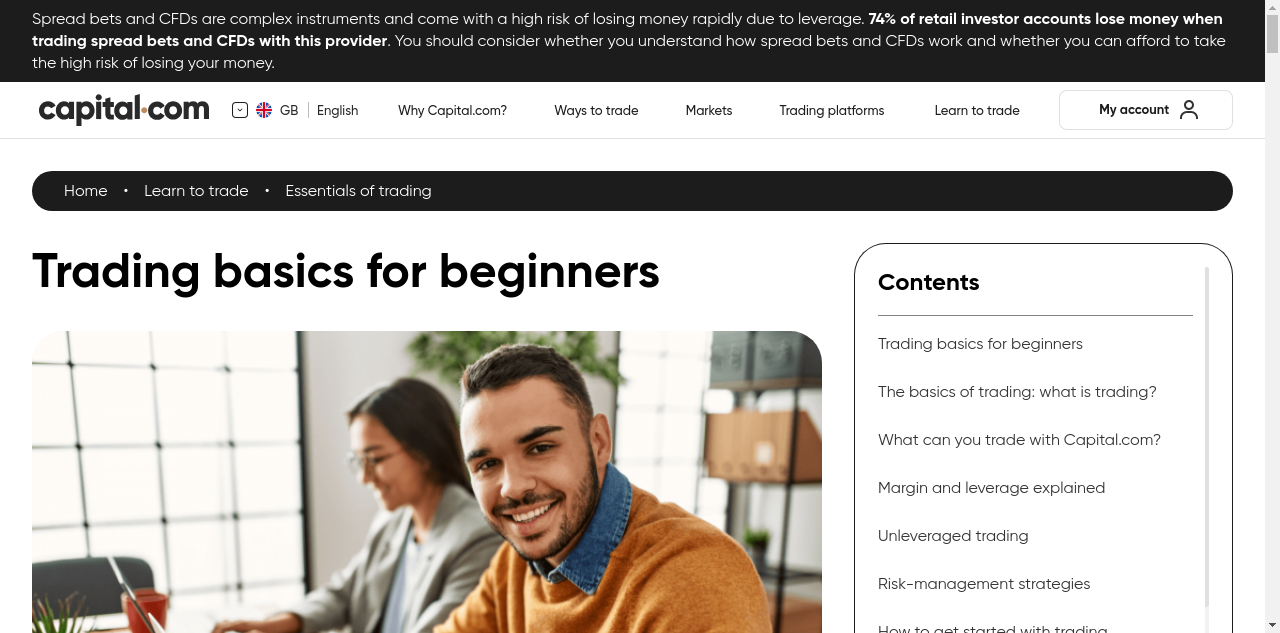 Spread bets and CFDs are complex instruments and come with a high risk of losing money rapidly due to leverage. 74% of retail investor accounts lose money when
trading spread bets and CFDs with this provider. You should consider whether you understand how spread bets and CFDs work and whether you can afford to take
the high risk of losing your money.
capital.com GB English Why Capital.com? Ways to trade Markets Trading platforms Learn to trade My account
Home • Learn to trade • Essentials of trading
Trading basics for beginners
Contents
Trading basics for beginners
The basics of trading: what is trading?
What can you trade with Capital.com?
Margin and leverage explained
Unleveraged trading
Risk-management strategies
How to get started with trading